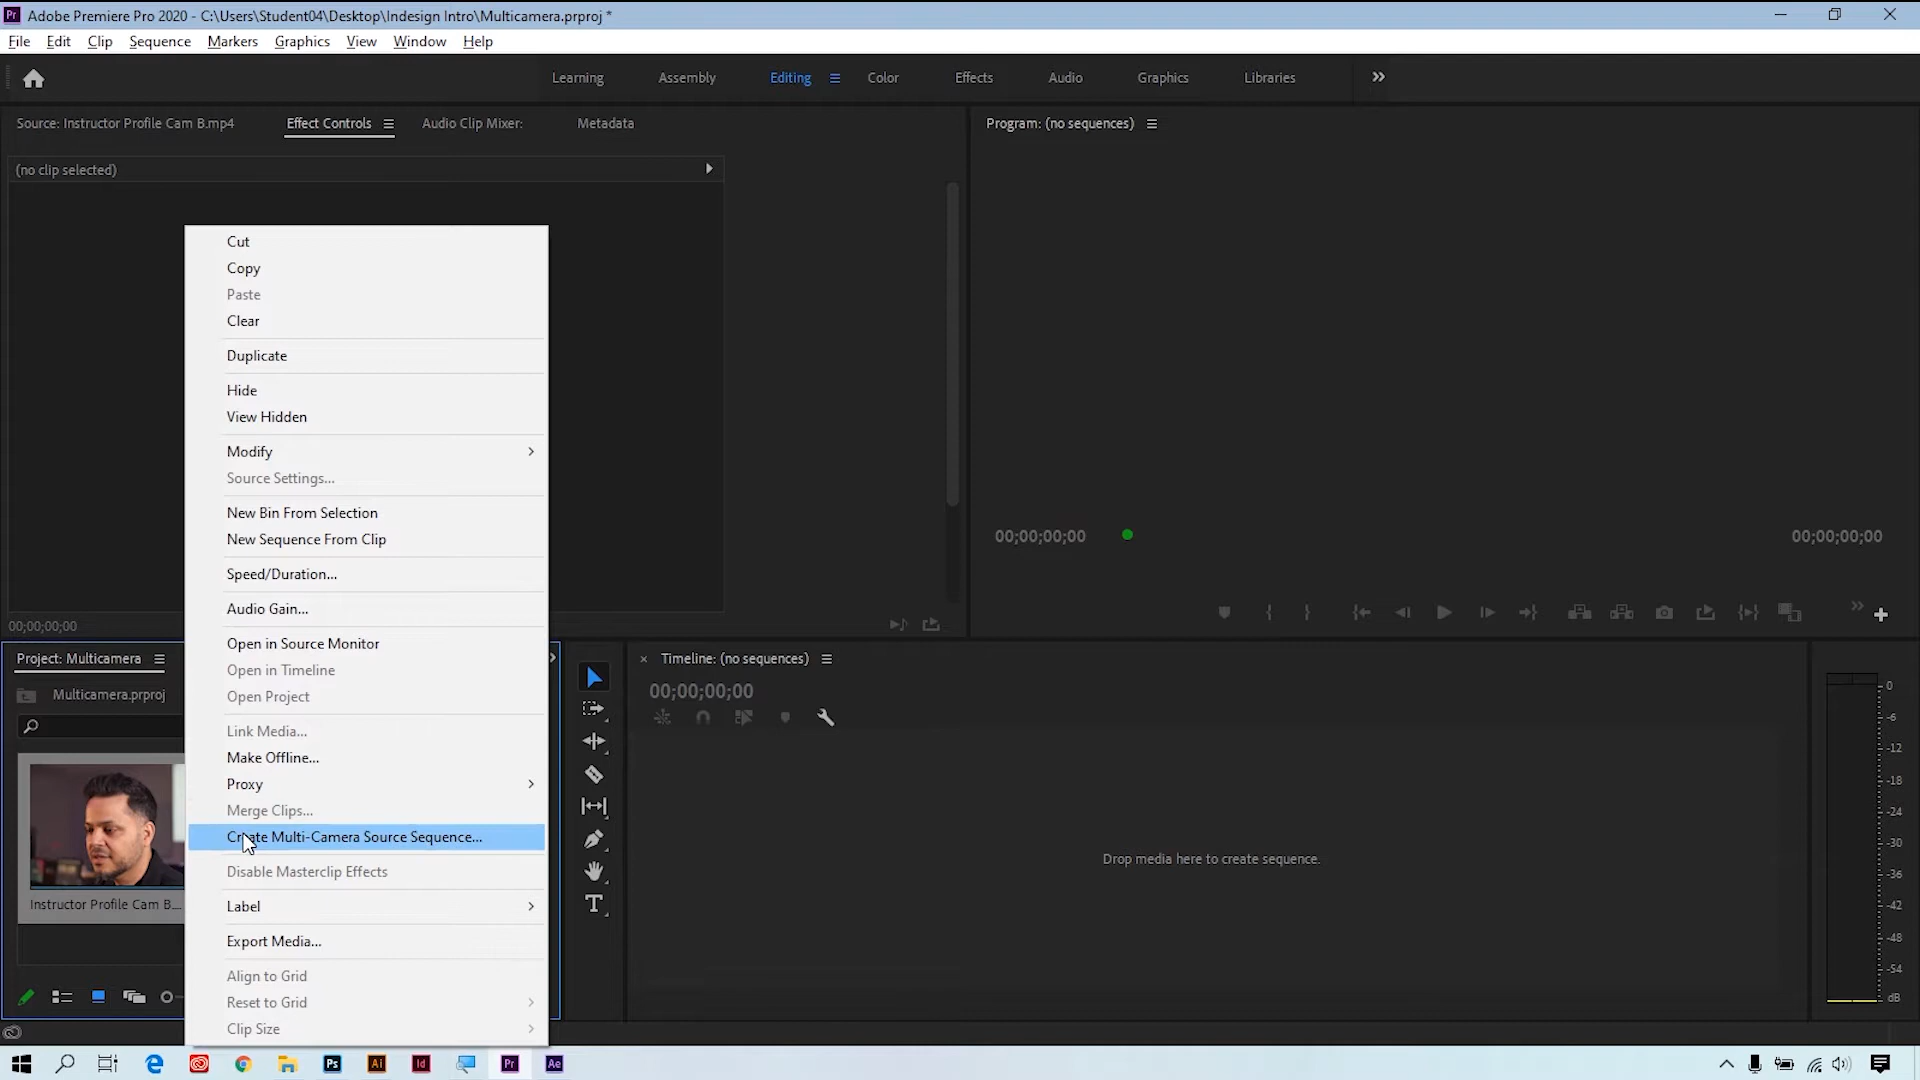 Pr Adobe Premiere Pro 2020 - C:\Users\Student04\Desktop\Indesign Intro\Multicamera.prproj *
File Edit Clip Sequence Markers Graphics View Window Help
Learning Assembly Editing Color Effects Audio Graphics Libraries
Source: Instructor Profile Cam B.mp4 Effect Controls Audio Clip Mixer: Metadata
Program: (no sequences)
(no clip selected)
Cut
Copy
Paste
Clear
Duplicate
Hide
View Hidden
Modify
Source Settings...
New Bin From Selection
New Sequence From Clip
Speed/Duration...
Audio Gain...
Open in Source Monitor
Open in Timeline
Open Project
Link Media...
Make Offline...
Proxy
Merge Clips...
Create Multi-Camera Source Sequence...
Disable Masterclip Effects
Label
Export Media...
Align to Grid
Reset to Grid
Clip Size
00;00;00;00 00;00;00;00
00;00;00;00
Project: Multicamera
Multicamera.prproj
Instructor Profile Cam B...
Timeline: (no sequences)
00;00;00;00
Drop media here to create sequence.
T
0
-6
-12
-18
-24
-30
-36
-42
-48
-54
dB
Ps Ai Id Pr Ae